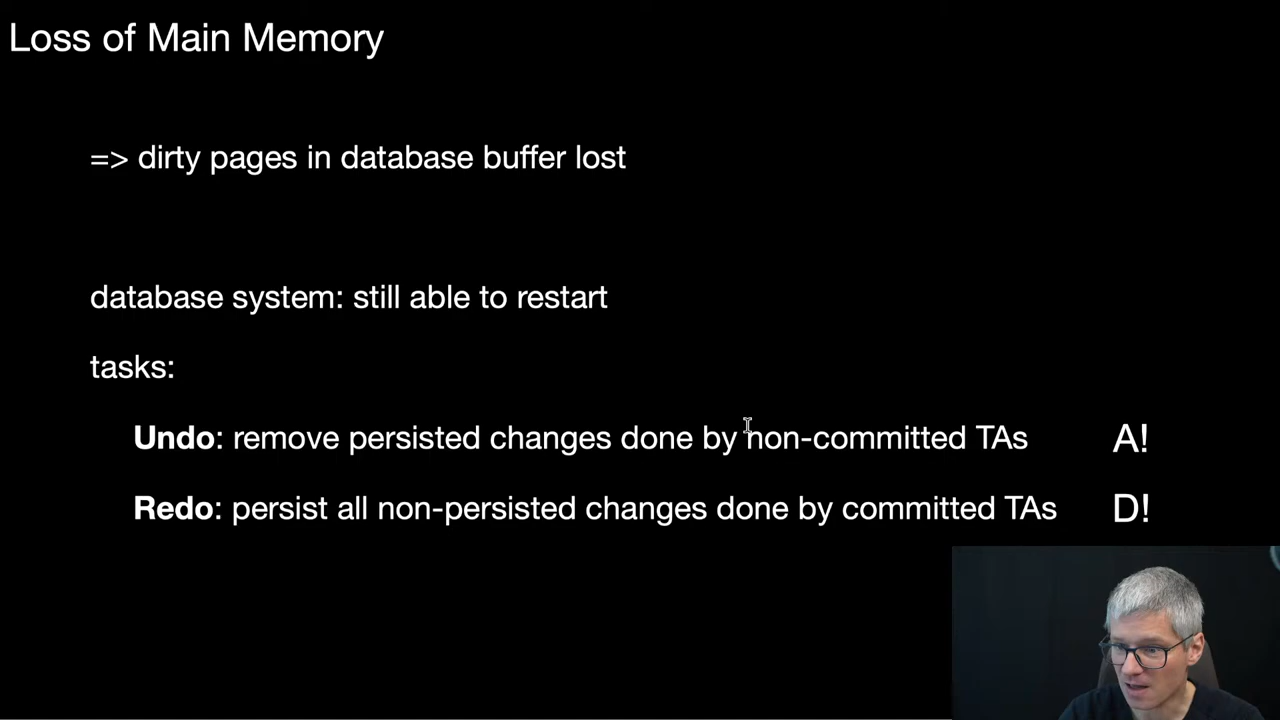 Loss of Main Memory
=> dirty pages in database buffer lost
database system: still able to restart
tasks:
Undo: remove persisted changes done by non-committed TAs A!
Redo: persist all non-persisted changes done by committed TAs D!